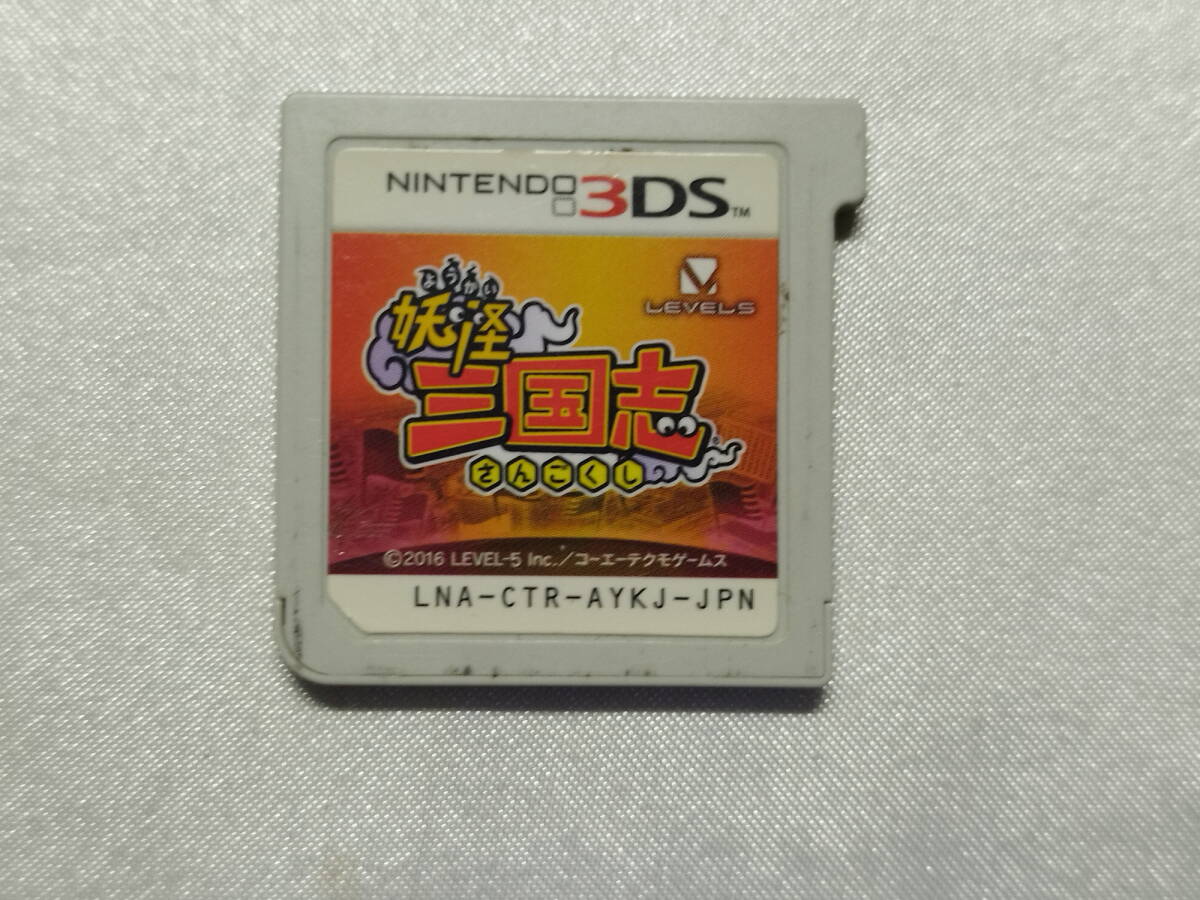 NINTENDO 3DS™
LEVEL5
ようかい
妖怪
三国志
さんごくし
©2016 LEVEL-5 Inc./コーエーテクモゲームス
LNA-CTR-AYKJ-JPN